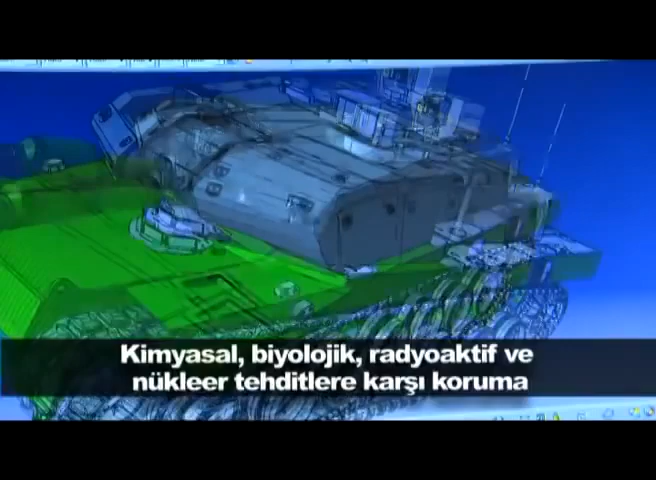 Kimyasal, biyolojik, radyoaktif ve
nükleer tehditlere karşı koruma